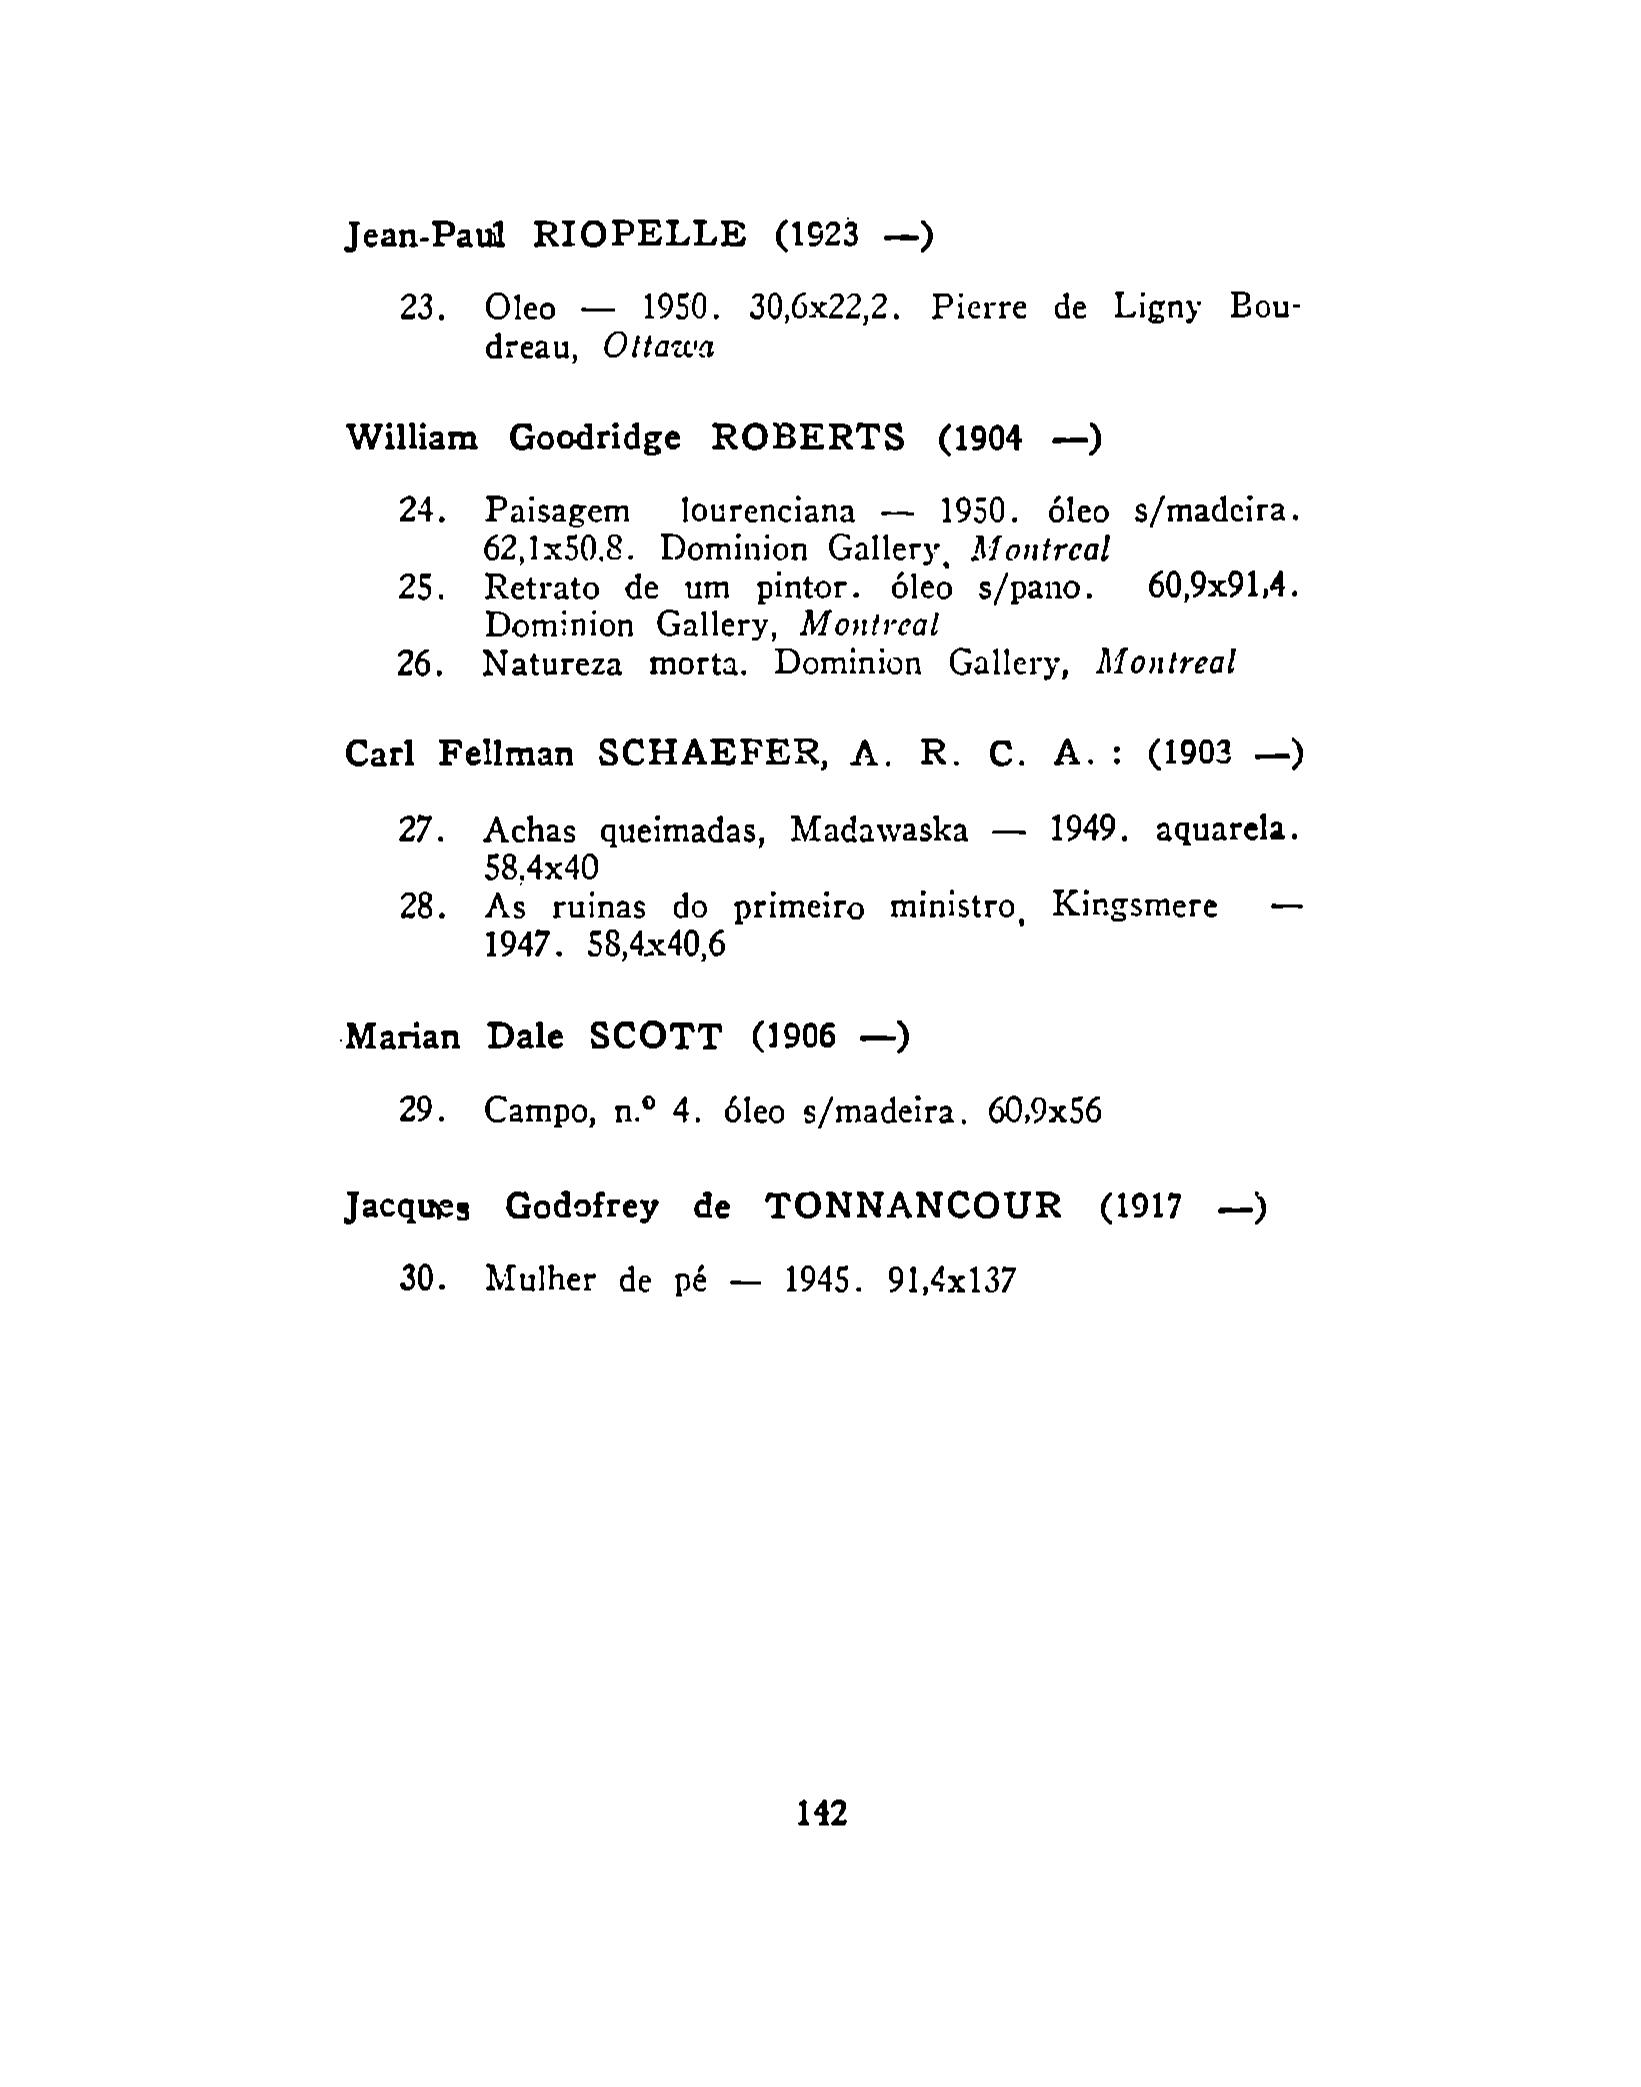 Jean-Paul RIOPELLE (1923 —)
23. Oleo — 1950. 30,6x22,2. Pierre de Ligny Bou-
dreau, Ottawa
William Goodridge ROBERTS (1904 —)
24. Paisagem lourenciana — 1950. óleo s/madeira.
62,1x50,8. Dominion Gallery, Montreal
25. Retrato de um pintor. óleo s/pano. 60,9x91,4.
Dominion Gallery, Montreal
26. Natureza morta. Dominion Gallery, Montreal
Carl Fellman SCHAEFER, A. R. C. A. : (1903 —)
27. Achas queimadas, Madawaska — 1949. aquarela.
58,4x40
28. As ruinas do primeiro ministro, Kingsmere —
1947. 58,4x40,6
Marian Dale SCOTT (1906 —)
29. Campo, n.º 4. óleo s/madeira. 60,9x56
Jacques Godofrey de TONNANCOUR (1917 —)
30. Mulher de pé — 1945. 91,4x137
142